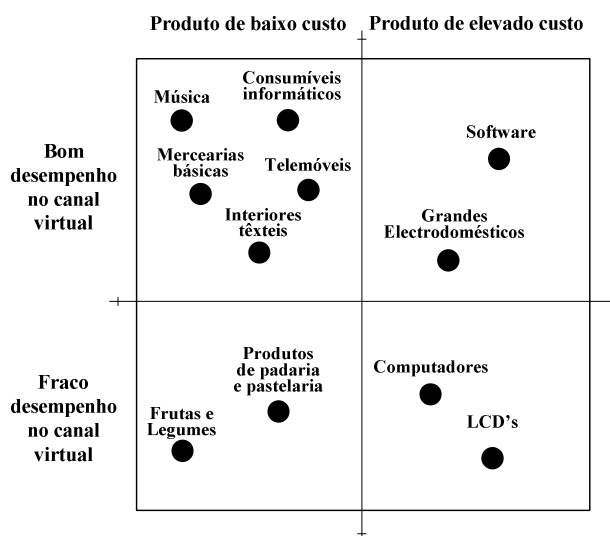 Produto de baixo custo
Produto de elevado custo
Bom
desempenho
no canal
virtual
Música
Consumíveis
informáticos
Mercearias
básicas
Telemóveis
Interiores
têxteis
Software
Grandes
Electrodomésticos
Fraco
desempenho
no canal
virtual
Produtos
de padaria
e pastelaria
Frutas e
Legumes
Computadores
LCD's